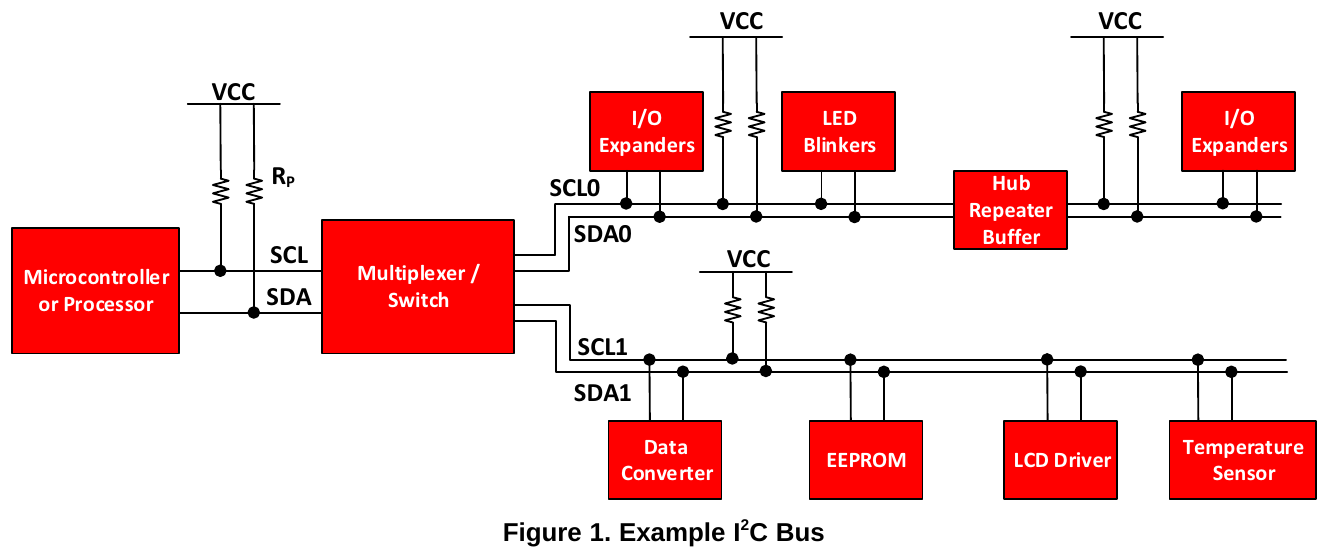 VCC
VCC
VCC
I/O
Expanders
LED
Blinkers
I/O
Expanders
R_P
SCL0
Hub
Repeater
Buffer
SDA0
SCL
Microcontroller
or Processor
Multiplexer /
Switch
VCC
SDA
SCL1
SDA1
Data
Converter
EEPROM
LCD Driver
Temperature
Sensor
Figure 1. Example I²C Bus